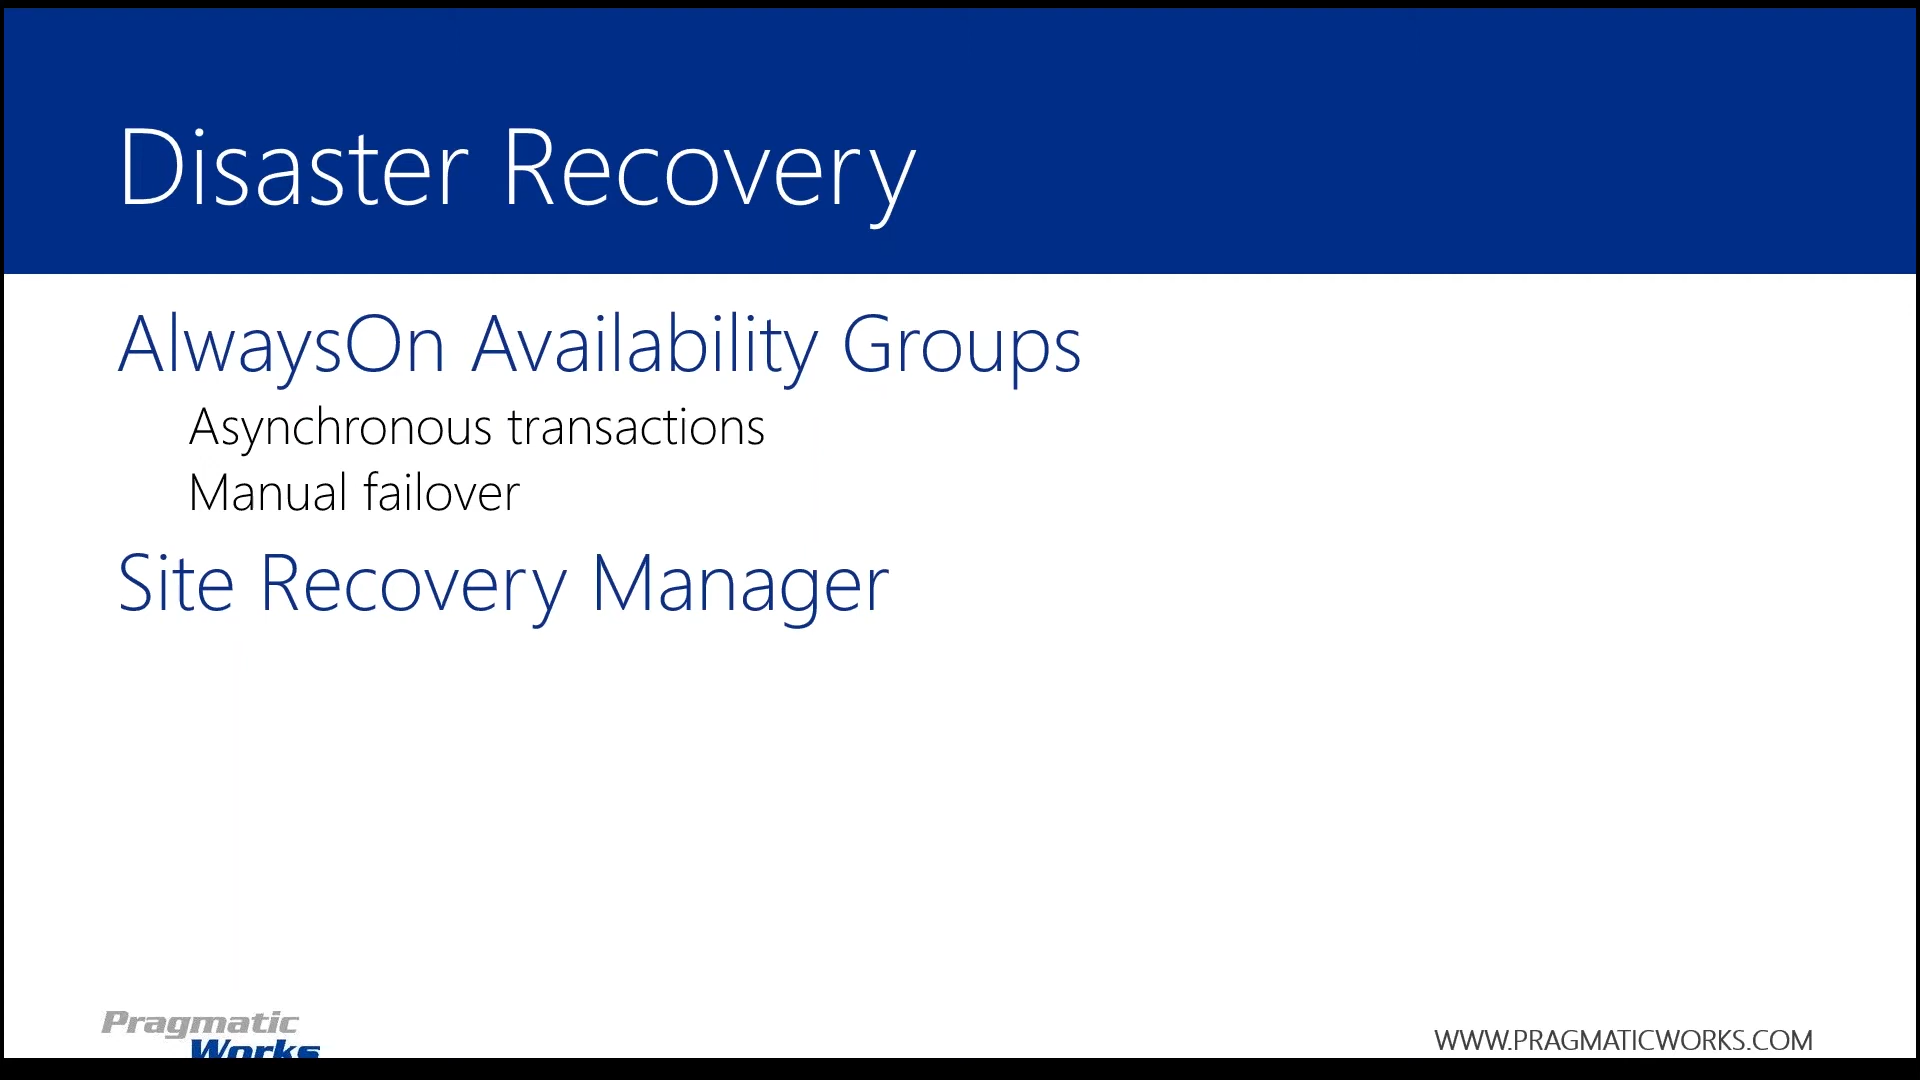 Disaster Recovery
AlwaysOn Availability Groups
Asynchronous transactions
Manual failover
Site Recovery Manager
Pragmatic
Works
WWW.PRAGMATICWORKS.COM